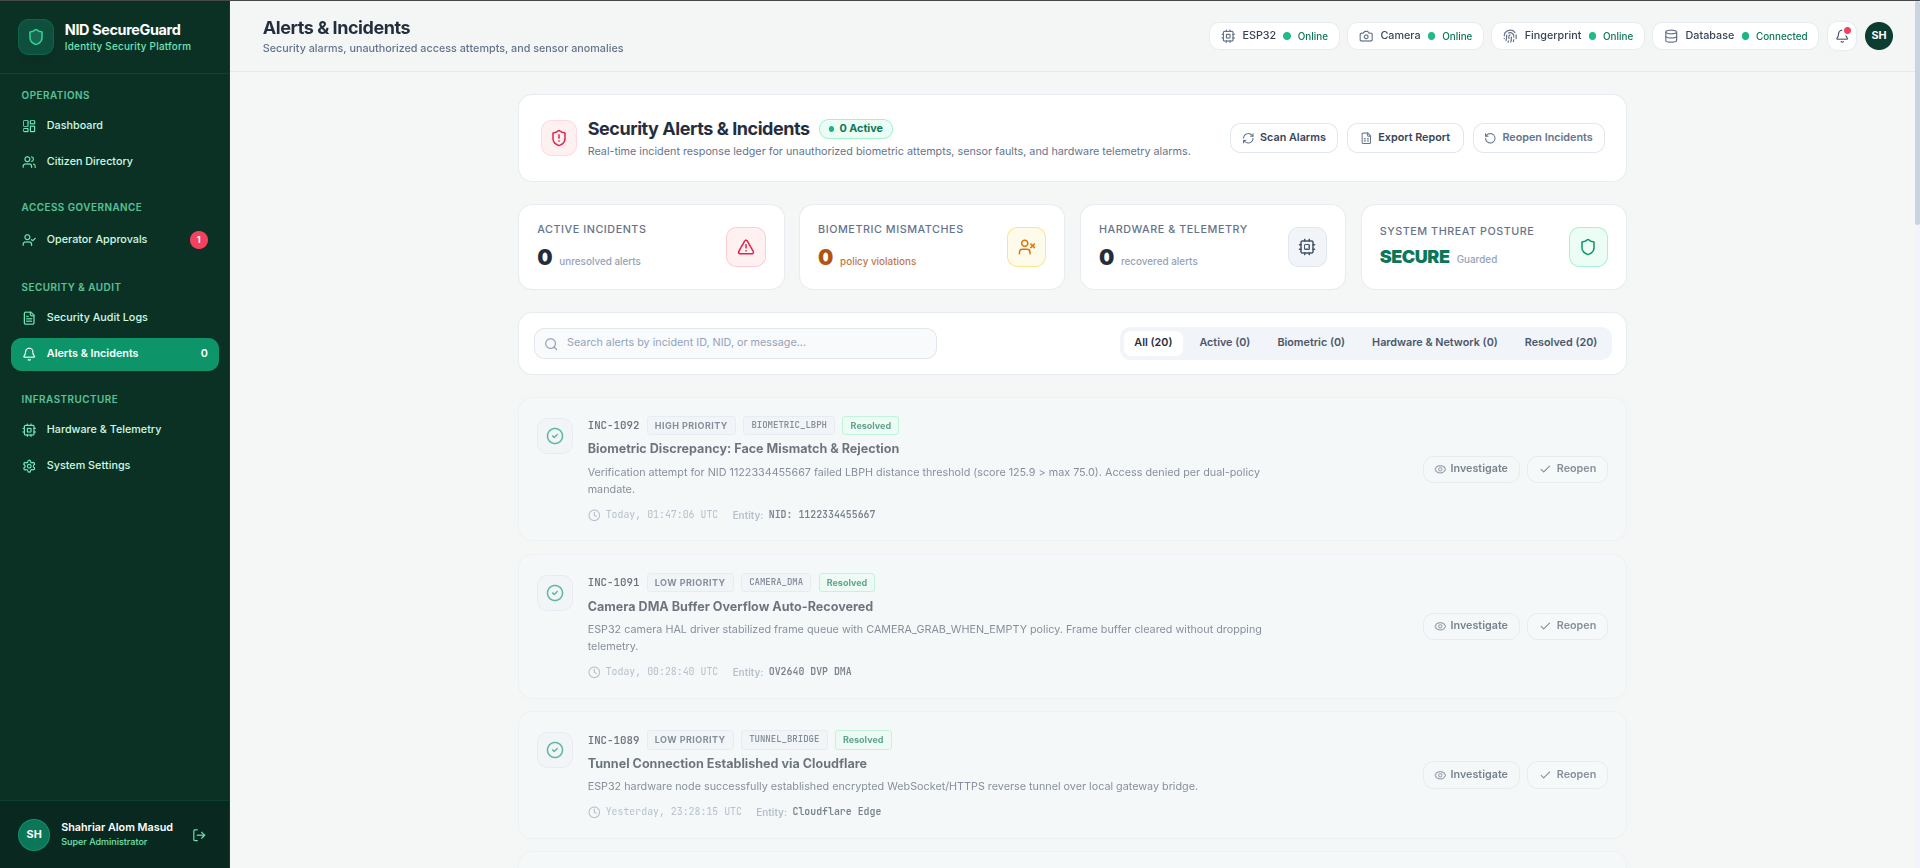 NID SecureGuard
Identity Security Platform
OPERATIONS
Dashboard
Citizen Directory
ACCESS GOVERNANCE
Operator Approvals 1
SECURITY & AUDIT
Security Audit Logs
Alerts & Incidents 0
INFRASTRUCTURE
Hardware & Telemetry
System Settings
SH
Shahriar Alom Masud
Super Administrator
Alerts & Incidents
Security alarms, unauthorized access attempts, and sensor anomalies
ESP32 Online Camera Online Fingerprint Online Database Connected SH
Security Alerts & Incidents 0 Active
Real-time incident response ledger for unauthorized biometric attempts, sensor faults, and hardware telemetry alarms.
Scan Alarms Export Report Reopen Incidents
ACTIVE INCIDENTS
0 unresolved alerts
BIOMETRIC MISMATCHES
0 policy violations
HARDWARE & TELEMETRY
0 recovered alerts
SYSTEM THREAT POSTURE
SECURE Guarded
Search alerts by incident ID, NID, or message...
All (20) Active (0) Biometric (0) Hardware & Network (0) Resolved (20)
INC-1092 HIGH PRIORITY BIOMETRIC_LBPH Resolved
Biometric Discrepancy: Face Mismatch & Rejection
Verification attempt for NID 1122334455667 failed LBPH distance threshold (score 125.9 > max 75.0). Access denied per dual-policy
mandate.
Today, 01:47:06 UTC Entity: NID: 1122334455667
Investigate Reopen
INC-1091 LOW PRIORITY CAMERA_DMA Resolved
Camera DMA Buffer Overflow Auto-Recovered
ESP32 camera HAL driver stabilized frame queue with CAMERA_GRAB_WHEN_EMPTY policy. Frame buffer cleared without dropping
telemetry.
Today, 00:28:40 UTC Entity: OV2640 DVP DMA
Investigate Reopen
INC-1089 LOW PRIORITY TUNNEL_BRIDGE Resolved
Tunnel Connection Established via Cloudflare
ESP32 hardware node successfully established encrypted WebSocket/HTTPS reverse tunnel over local gateway bridge.
Yesterday, 23:28:15 UTC Entity: Cloudflare Edge
Investigate Reopen